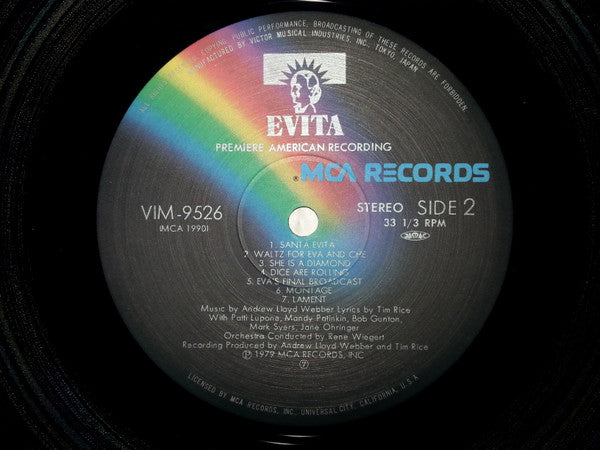 ALL RIGHTS
COPYING PUBLIC PERFORMANCE, BROADCASTING OF THESE RECORDS ARE FORBIDDEN.
MANUFACTURED BY VICTOR MUSICAL INDUSTRIES, INC., TOKYO, JAPAN
EVITA
PREMIERE AMERICAN RECORDING
MCA RECORDS
VIM-9526
(MCA 1990)
STEREO SIDE 2
33 1/3 RPM
JASRAC
1. SANTA EVITA
2. WALTZ FOR EVA AND CHE
3. SHE IS A DIAMOND
4. DICE ARE ROLLING
5. EVA'S FINAL BROADCAST
6. MONTAGE
7. LAMENT
Music by Andrew Lloyd Webber Lyrics by Tim Rice
With Patti Lupone, Mandy Patinkin, Bob Gunton,
Mark Syers, Jane Ohringer
Orchestra Conducted by Rene Wiegert
Recording Produced by Andrew Lloyd Webber and Tim Rice
Ⓟ 1979 MCA RECORDS, INC
⑦
LICENSED BY MCA RECORDS, INC., UNIVERSAL CITY, CALIFORNIA, U.S.A